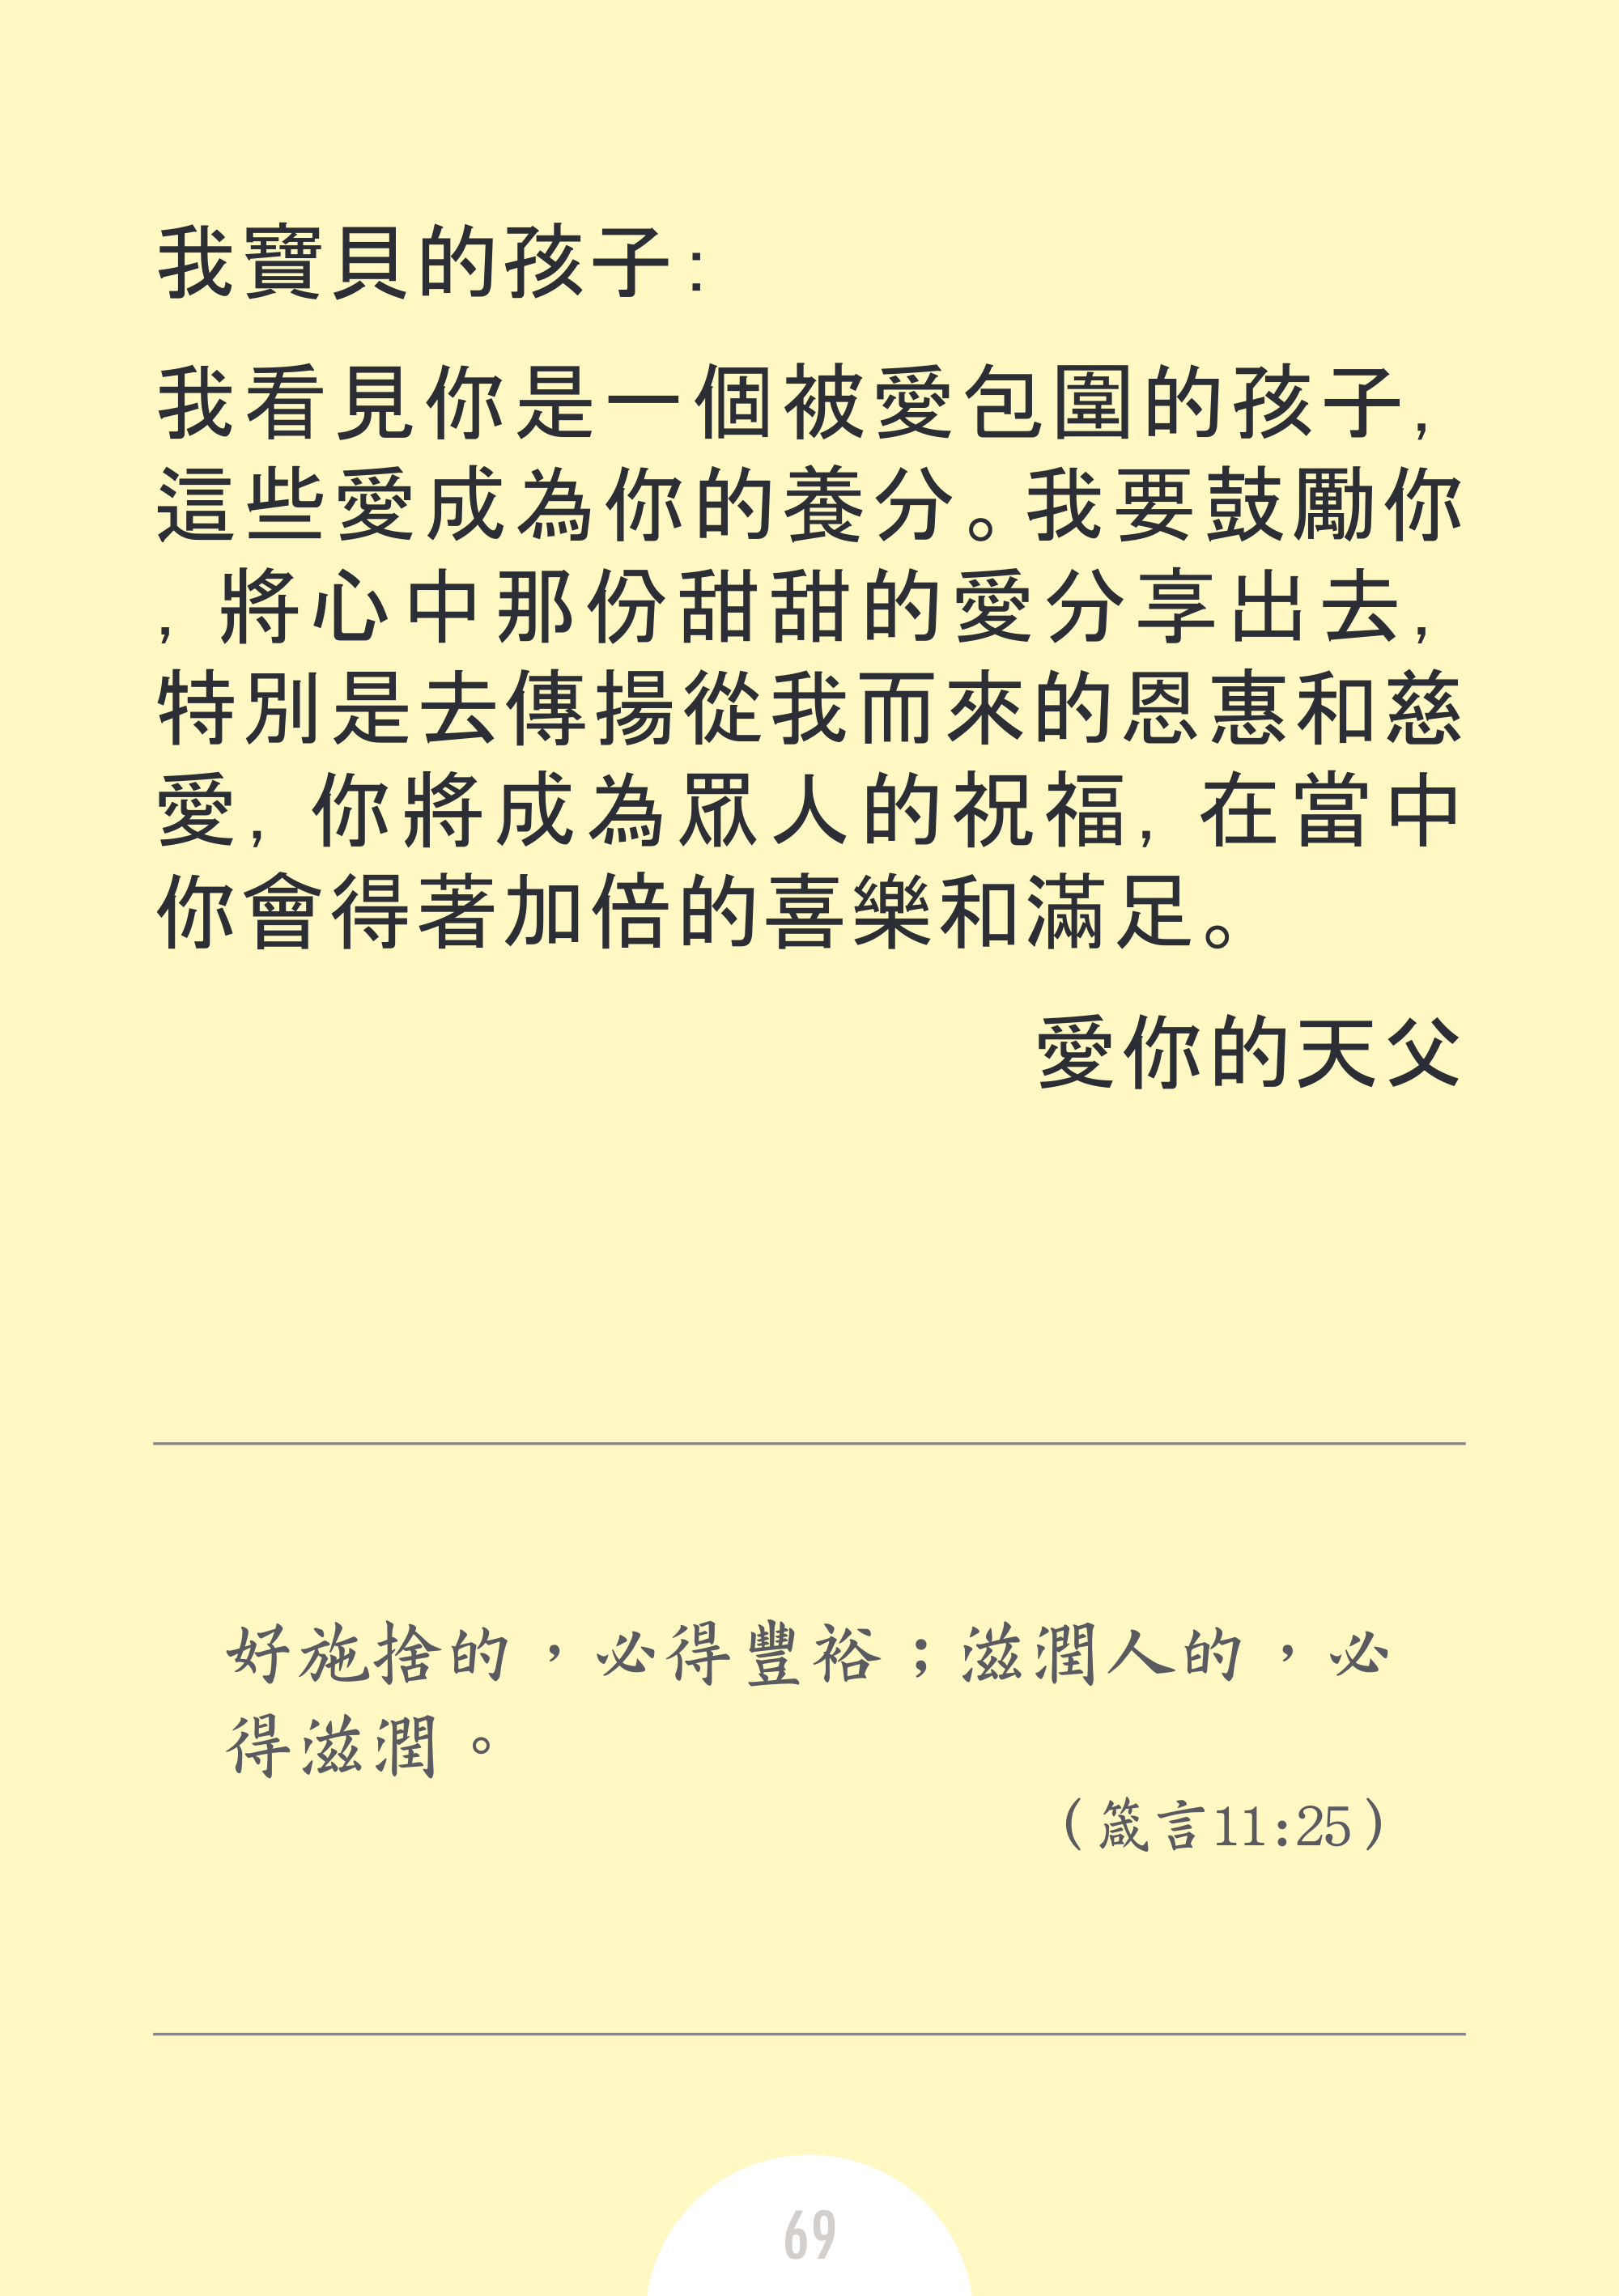 我寶貝的孩子：
我看見你是一個被愛包圍的孩子，
這些愛成為你的養分。我要鼓勵你
，將心中那份甜甜的愛分享出去，
特別是去傳揚從我而來的恩惠和慈
愛，你將成為眾人的祝福，在當中
你會得著加倍的喜樂和滿足。
愛你的天父
好施捨的，必得豐裕；滋潤人的，必
得滋潤。
（箴言11:25）
69